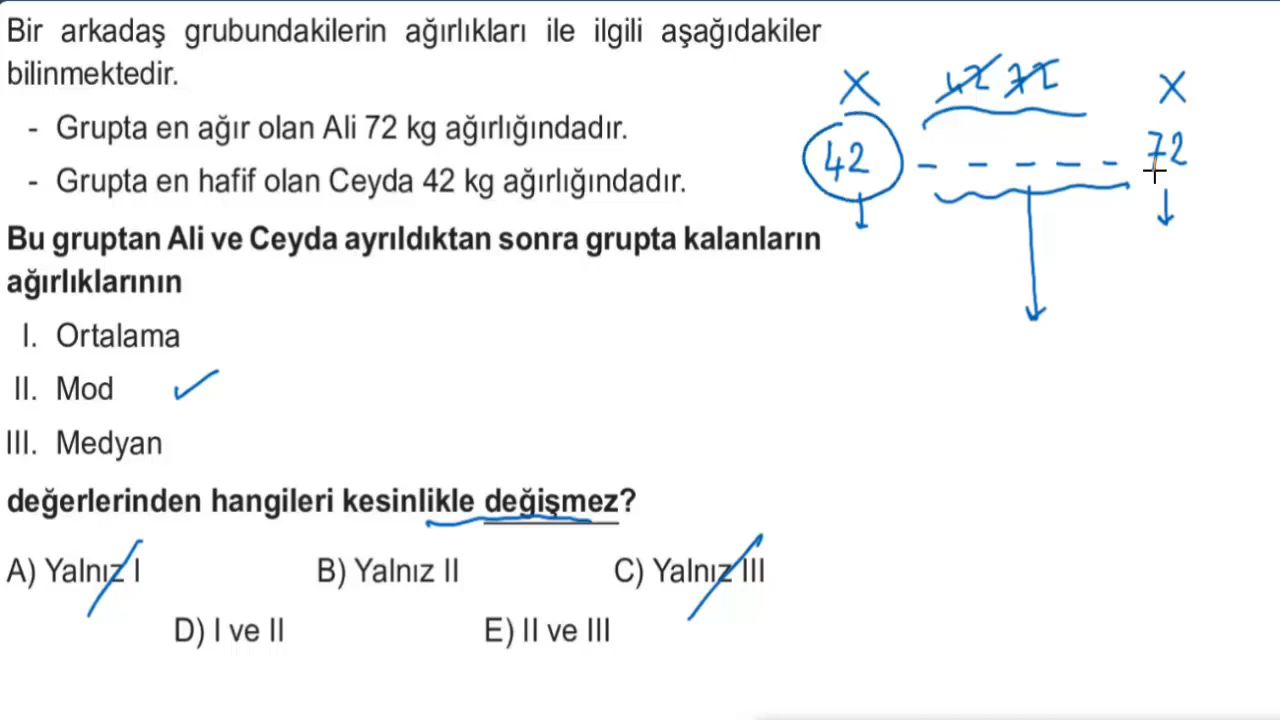 Bir arkadaş grubundakilerin ağırlıkları ile ilgili aşağıdakiler
bilinmektedir.
- Grupta en ağır olan Ali 72 kg ağırlığındadır.
- Grupta en hafif olan Ceyda 42 kg ağırlığındadır.
Bu gruptan Ali ve Ceyda ayrıldıktan sonra grupta kalanların
ağırlıklarının
I. Ortalama
II. Mod
III. Medyan
değerlerinden hangileri kesinlikle değişmez?
A) Yalnız I B) Yalnız II C) Yalnız III
D) I ve II E) II ve III
X 42 72 X
42 - - - - - 72